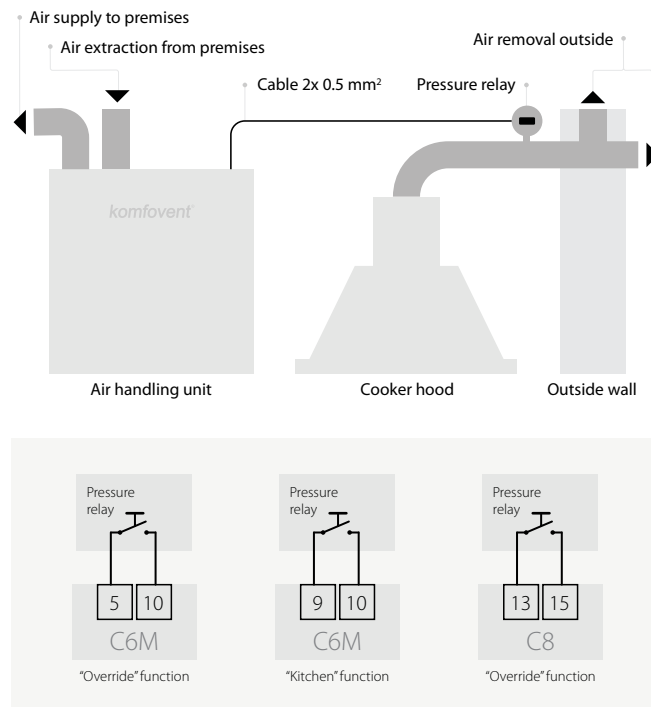 Air supply to premises
Air extraction from premises
Air removal outside
Cable 2x 0.5 mm²
Pressure relay
komfovent
Air handling unit
Cooker hood
Outside wall
Pressure
relay
5 10
C6M
"Override" function
Pressure
relay
9 10
C6M
"Kitchen" function
Pressure
relay
13 15
C8
"Override" function